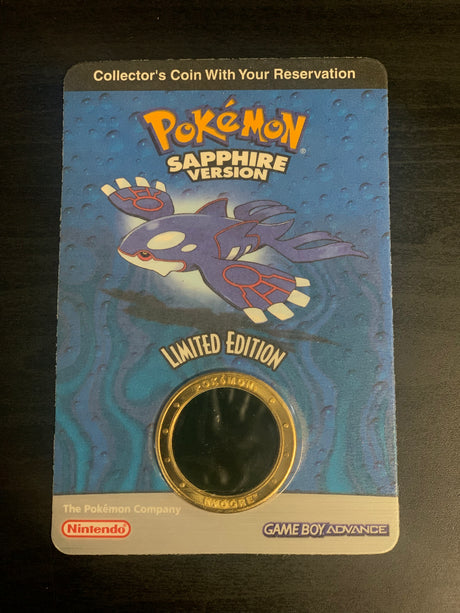 Collector's Coin With Your Reservation
POKéMON®
SAPPHIRE
VERSION
LIMITED EDITION
POKéMON
KYOGRE
The Pokémon Company
Nintendo®
GAME BOY ADVANCE